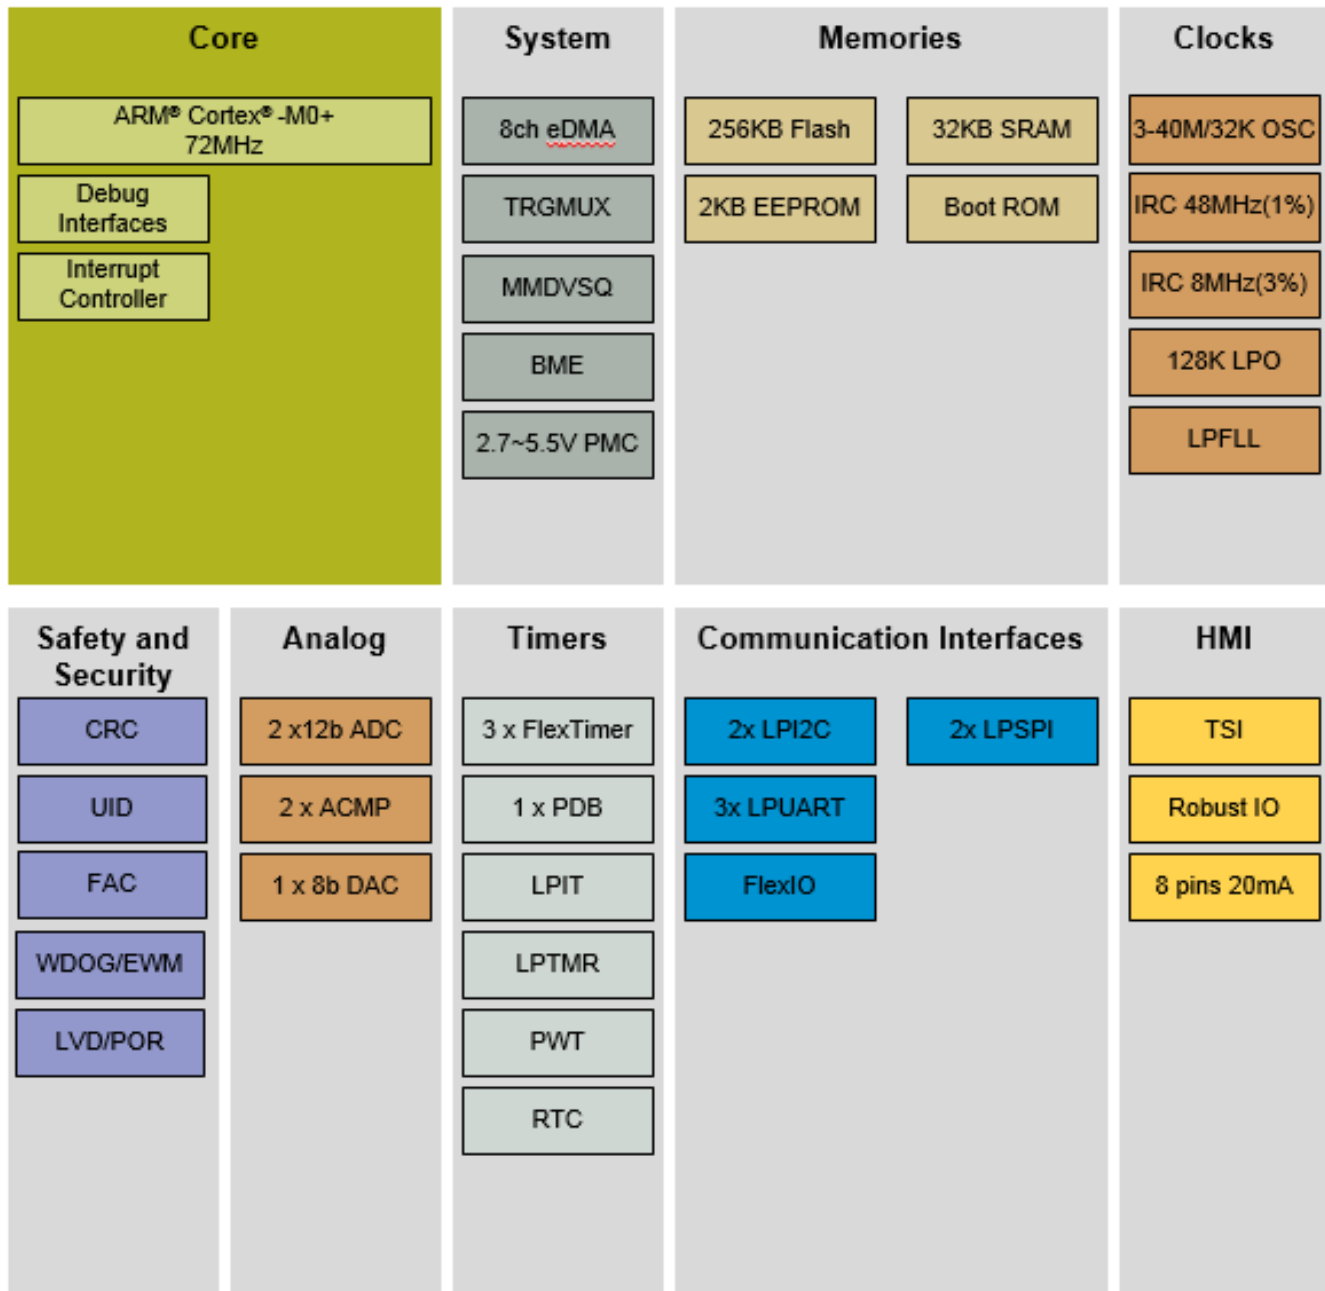 Core
ARM® Cortex® -M0+
72MHz
Debug
Interfaces
Interrupt
Controller
System
8ch eDMA
TRGMUX
MMDVSQ
BME
2.7~5.5V PMC
Memories
256KB Flash
32KB SRAM
2KB EEPROM
Boot ROM
Clocks
3-40M/32K OSC
IRC 48MHz(1%)
IRC 8MHz(3%)
128K LPO
LPFLL
Safety and
Security
CRC
UID
FAC
WDOG/EWM
LVD/POR
Analog
2 x12b ADC
2 x ACMP
1 x 8b DAC
Timers
3 x FlexTimer
1 x PDB
LPIT
LPTMR
PWT
RTC
Communication Interfaces
2x LPI2C
2x LPSPI
3x LPUART
FlexIO
HMI
TSI
Robust IO
8 pins 20mA